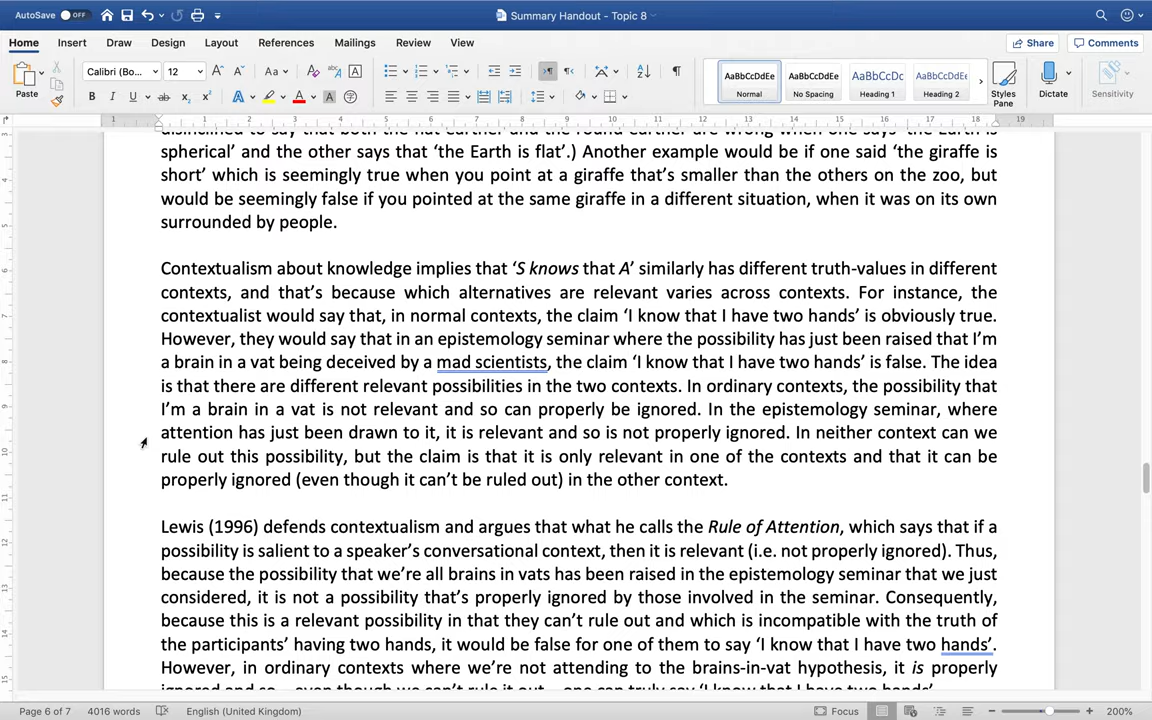 AutoSave OFF
Summary Handout - Topic 8
Home Insert Draw Design Layout References Mailings Review View Share Comments
Paste
Calibri (Bo... 12
AaBbCcDdEe Normal
AaBbCcDdEe No Spacing
AaBbCcDc Heading 1
AaBbCcDdEe Heading 2
Styles Pane
Dictate
Sensitivity
spherical’ and the other says that ‘the Earth is flat’.) Another example would be if one said ‘the giraffe is
short’ which is seemingly true when you point at a giraffe that’s smaller than the others on the zoo, but
would be seemingly false if you pointed at the same giraffe in a different situation, when it was on its own
surrounded by people.
Contextualism about knowledge implies that ‘S knows that A’ similarly has different truth-values in different
contexts, and that’s because which alternatives are relevant varies across contexts. For instance, the
contextualist would say that, in normal contexts, the claim ‘I know that I have two hands’ is obviously true.
However, they would say that in an epistemology seminar where the possibility has just been raised that I’m
a brain in a vat being deceived by a mad scientists, the claim ‘I know that I have two hands’ is false. The idea
is that there are different relevant possibilities in the two contexts. In ordinary contexts, the possibility that
I’m a brain in a vat is not relevant and so can properly be ignored. In the epistemology seminar, where
attention has just been drawn to it, it is relevant and so is not properly ignored. In neither context can we
rule out this possibility, but the claim is that it is only relevant in one of the contexts and that it can be
properly ignored (even though it can’t be ruled out) in the other context.
Lewis (1996) defends contextualism and argues that what he calls the Rule of Attention, which says that if a
possibility is salient to a speaker’s conversational context, then it is relevant (i.e. not properly ignored). Thus,
because the possibility that we’re all brains in vats has been raised in the epistemology seminar that we just
considered, it is not a possibility that’s properly ignored by those involved in the seminar. Consequently,
because this is a relevant possibility in that they can’t rule out and which is incompatible with the truth of
the participants’ having two hands, it would be false for one of them to say ‘I know that I have two hands’.
However, in ordinary contexts where we’re not attending to the brains-in-vat hypothesis, it is properly
ignored and so – even though we can’t rule it out – one can truly say ‘I know that I have two hands’
Page 6 of 7 4016 words English (United Kingdom) Focus 200%